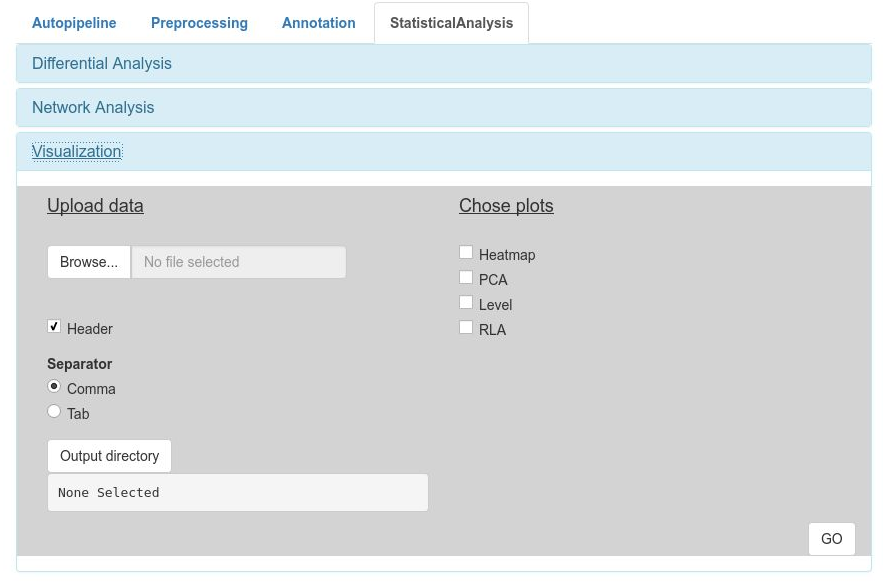 Autopipeline Preprocessing Annotation StatisticalAnalysis
Differential Analysis
Network Analysis
Visualization
Upload data
Browse... No file selected
Header
Separator
Comma
Tab
Output directory
None Selected
Chose plots
Heatmap
PCA
Level
RLA
GO